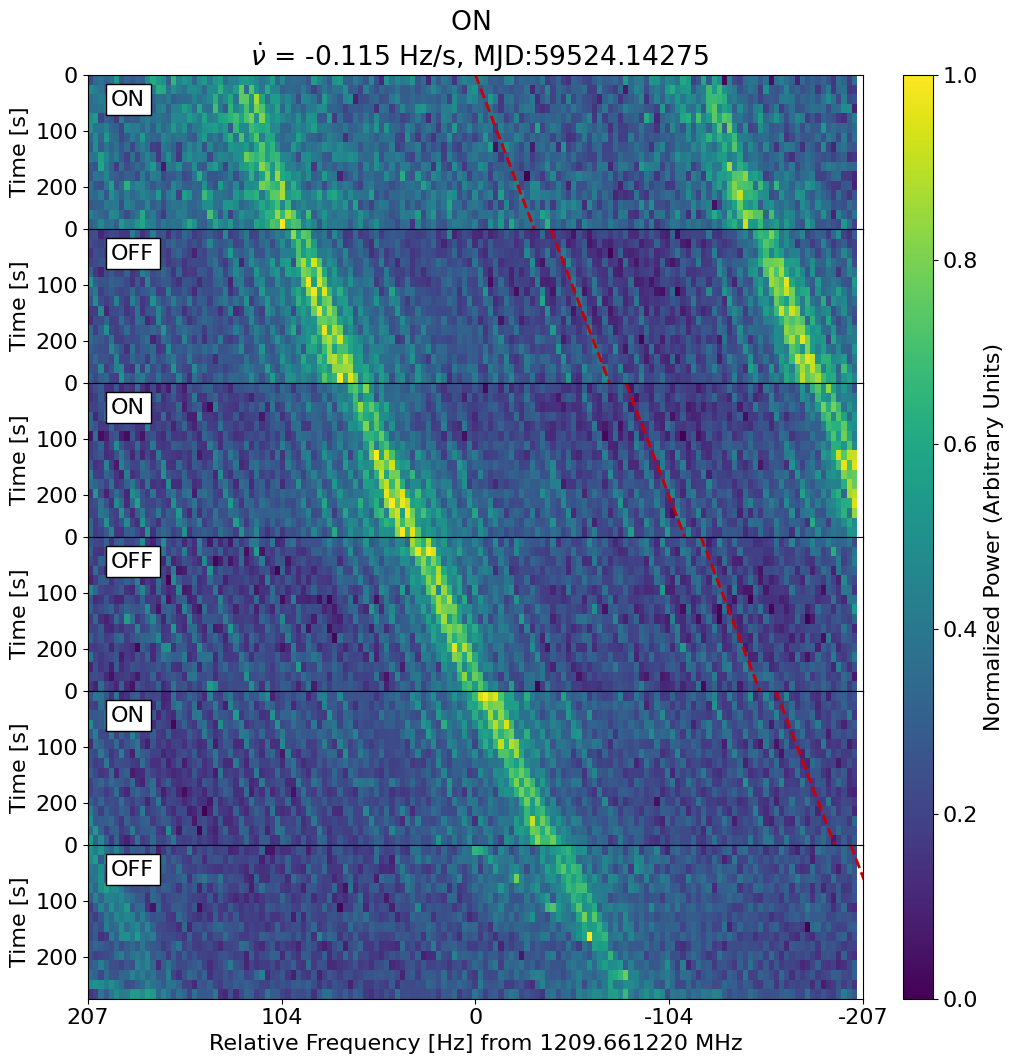 ON
ν̇ = -0.115 Hz/s, MJD:59524.14275
0
100
200
Time [s]
ON
0
100
200
Time [s]
OFF
0
100
200
Time [s]
ON
0
100
200
Time [s]
OFF
0
100
200
Time [s]
ON
0
100
200
Time [s]
OFF
207
104
0
-104
-207
Relative Frequency [Hz] from 1209.661220 MHz
1.0
0.8
0.6
0.4
0.2
0.0
Normalized Power (Arbitrary Units)